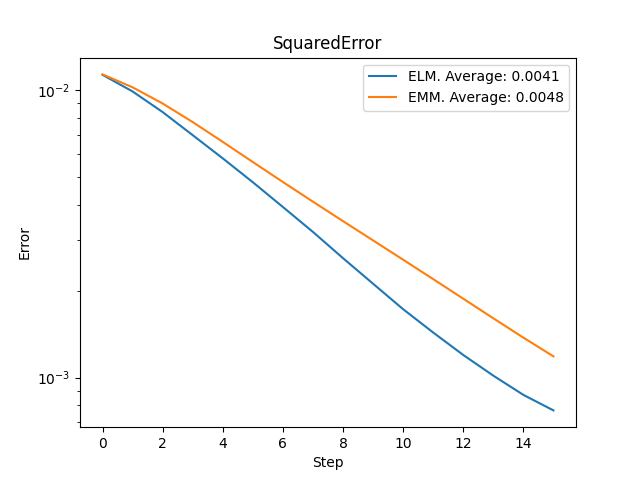 SquaredError
ELM. Average: 0.0041
EMM. Average: 0.0048
10⁻²
10⁻³
Error
0 2 4 6 8 10 12 14
Step